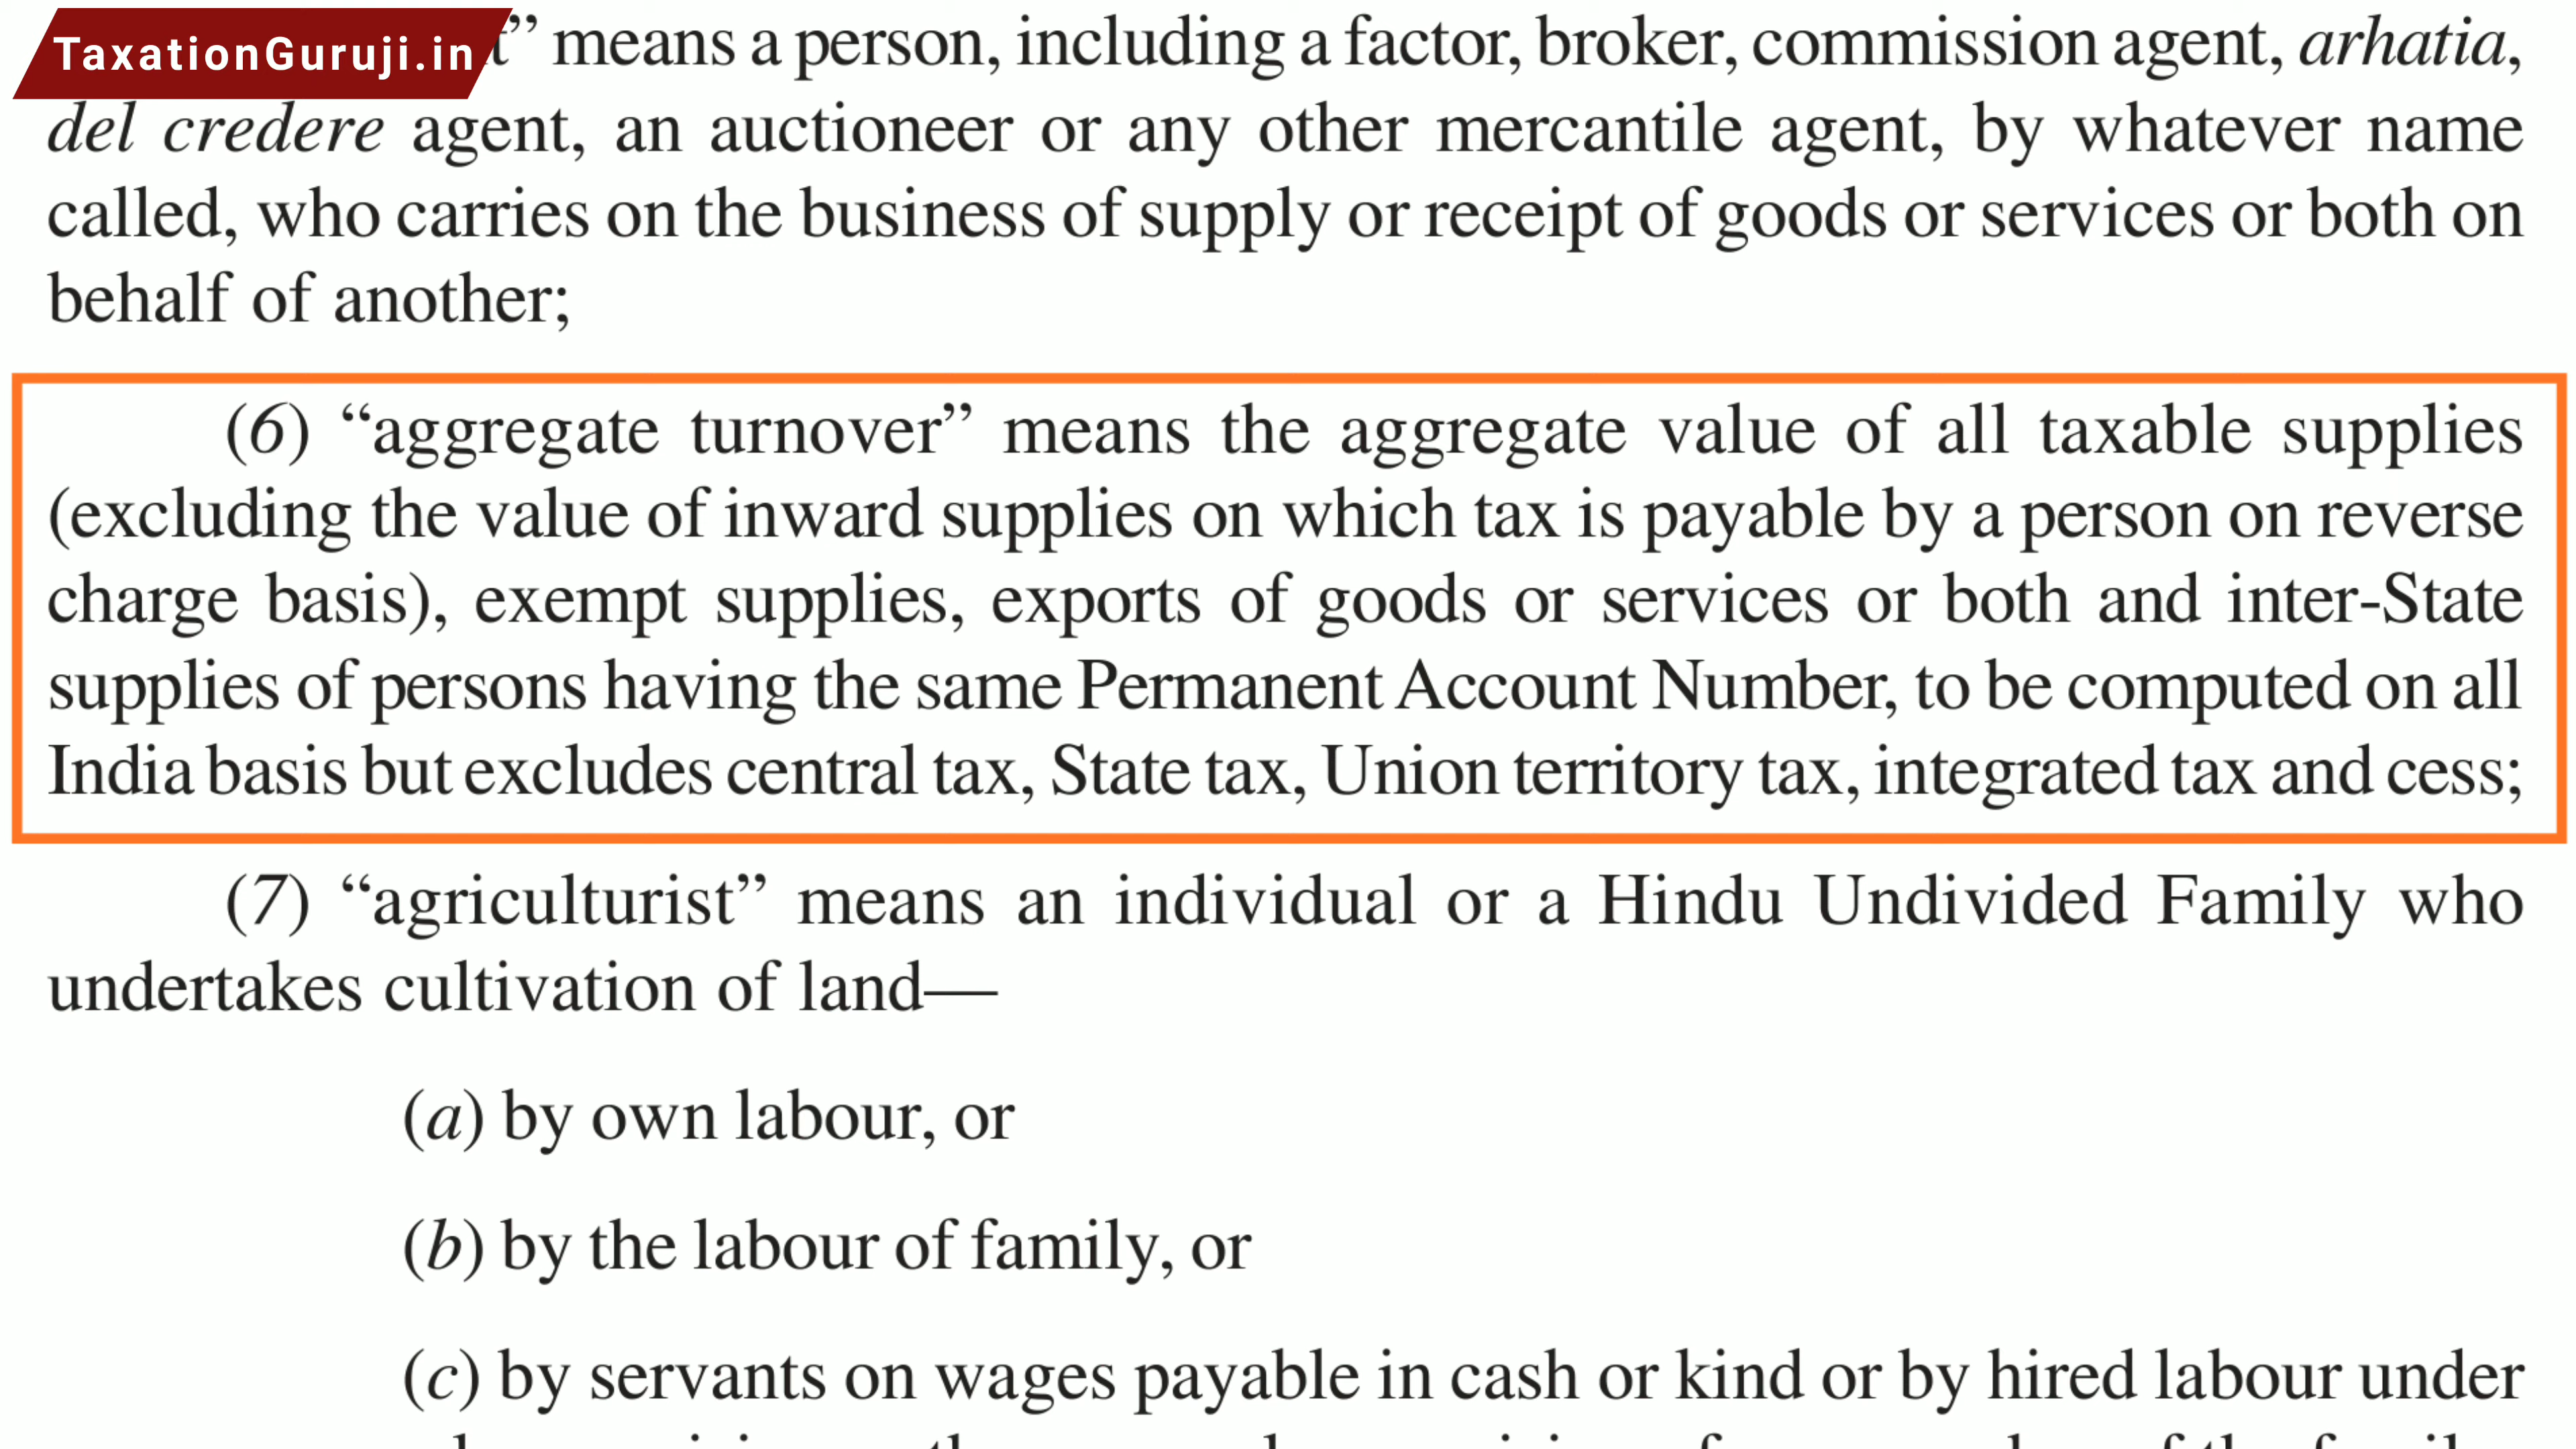 TaxationGuruji.in
t” means a person, including a factor, broker, commission agent, arhatia,
del credere agent, an auctioneer or any other mercantile agent, by whatever name
called, who carries on the business of supply or receipt of goods or services or both on
behalf of another;
(6) “aggregate turnover” means the aggregate value of all taxable supplies
(excluding the value of inward supplies on which tax is payable by a person on reverse
charge basis), exempt supplies, exports of goods or services or both and inter-State
supplies of persons having the same Permanent Account Number, to be computed on all
India basis but excludes central tax, State tax, Union territory tax, integrated tax and cess;
(7) “agriculturist” means an individual or a Hindu Undivided Family who
undertakes cultivation of land—
(a) by own labour, or
(b) by the labour of family, or
(c) by servants on wages payable in cash or kind or by hired labour under